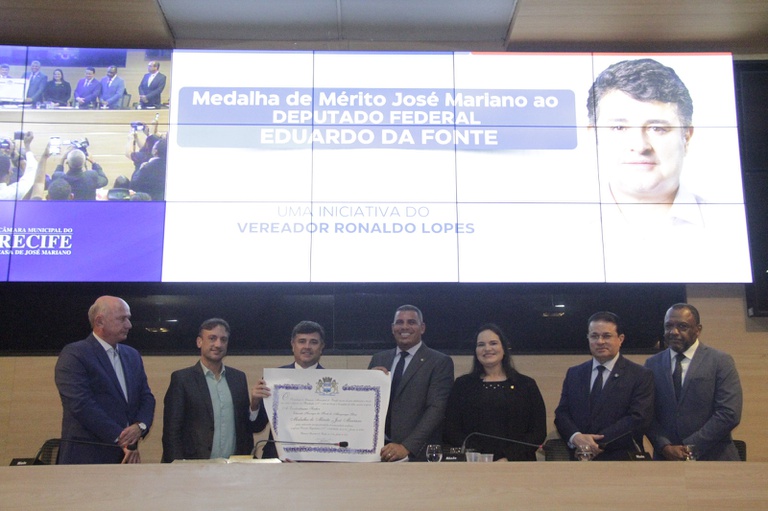 Medalha de Mérito José Mariano ao
DEPUTADO FEDERAL
EDUARDO DA FONTE
UMA INICIATIVA DO
VEREADOR RONALDO LOPES
CÂMARA MUNICIPAL DO
RECIFE
CASA DE JOSÉ MARIANO